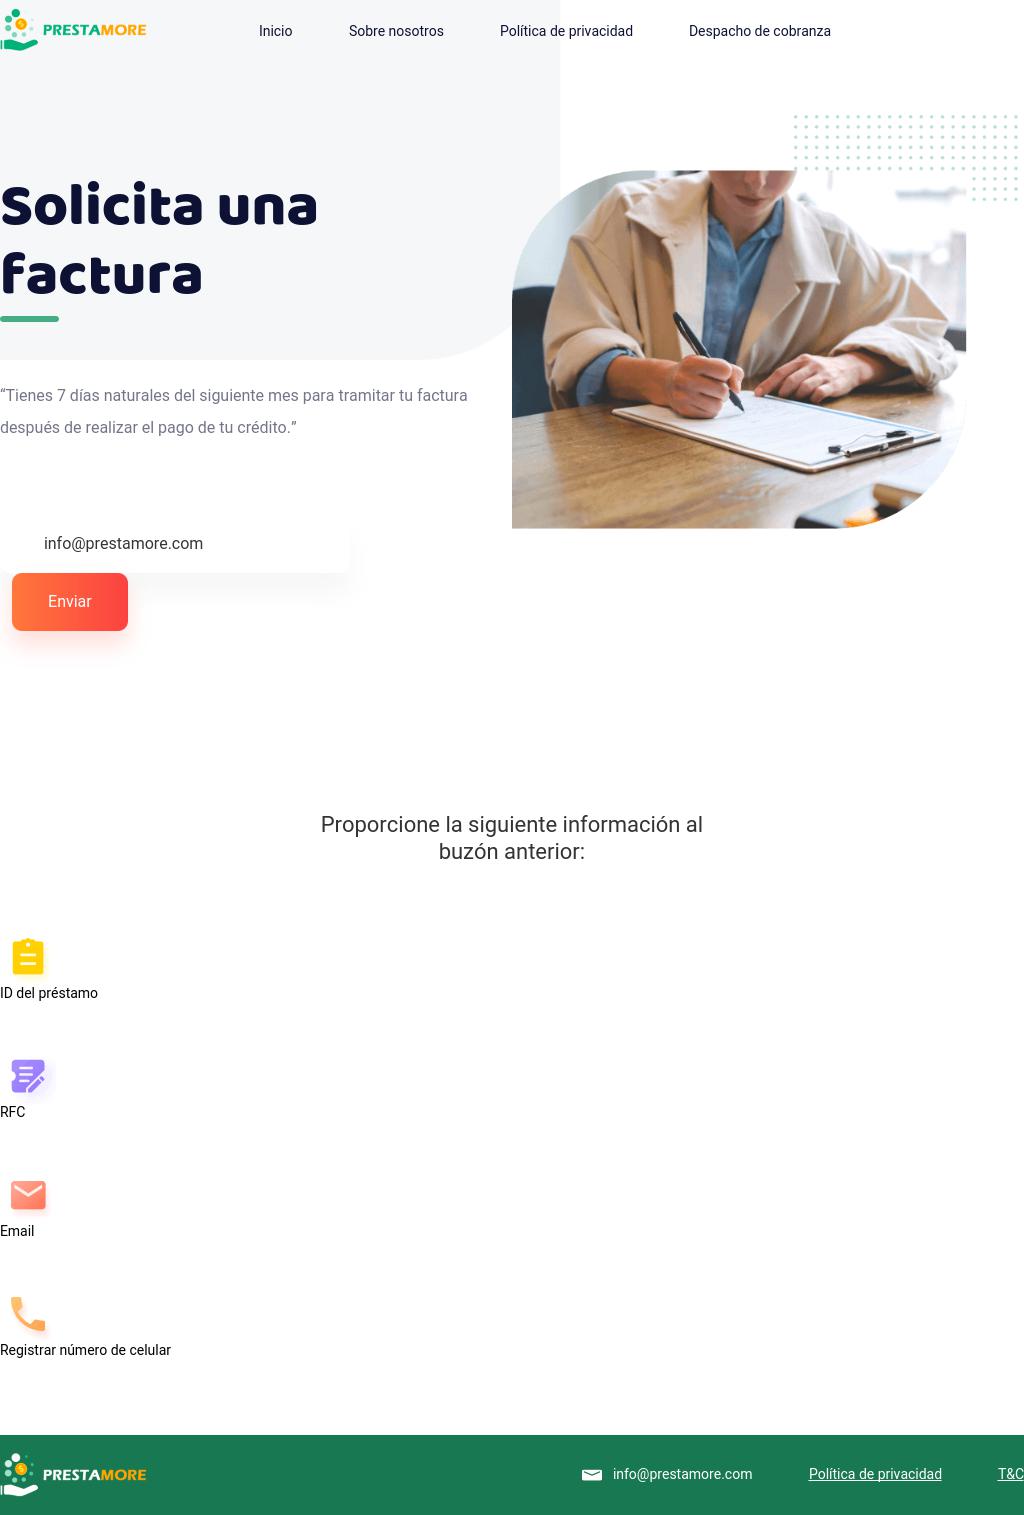 PRESTAMORE
Inicio
Sobre nosotros
Política de privacidad
Despacho de cobranza
Solicita una
factura
“Tienes 7 días naturales del siguiente mes para tramitar tu factura
después de realizar el pago de tu crédito.”
info@prestamore.com
Enviar
Proporcione la siguiente información al
buzón anterior:
ID del préstamo
RFC
Email
Registrar número de celular
PRESTAMORE
info@prestamore.com
Política de privacidad
T&C